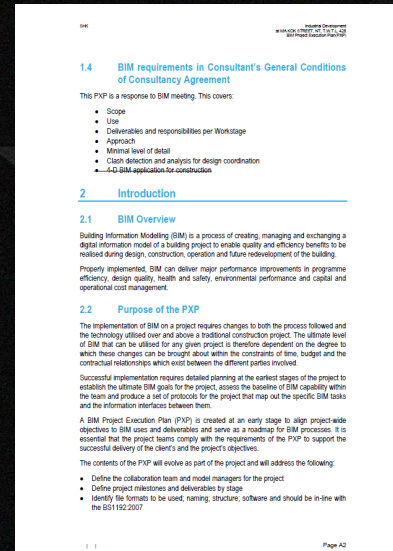 SHK
Industrial Development
at MA KOK STREET, NT, T.W.T.L. 428
BIM Project Execution Plan(PXP)
1.4 BIM requirements in Consultant's General Conditions
of Consultancy Agreement
This PXP is a response to BIM meeting. This covers:
• Scope
• Use
• Deliverables and responsibilities per Workstage
• Approach
• Minimal level of detail
• Clash detection and analysis for design coordination
• 4-D BIM application for construction
2 Introduction
2.1 BIM Overview
Building Information Modelling (BIM) is a process of creating, managing and exchanging a
digital information model of a building project to enable quality and efficiency benefits to be
realised during design, construction, operation and future redevelopment of the building.
Properly implemented, BIM can deliver major performance improvements in programme
efficiency, design quality, health and safety, environmental performance and capital and
operational cost management.
2.2 Purpose of the PXP
The implementation of BIM on a project requires changes to both the process followed and
the technology utilised over and above a traditional construction project. The ultimate level
of BIM that can be utilised for any given project is therefore dependent on the degree to
which these changes can be brought about within the constraints of time, budget and the
contractual relationships which exist between the different parties involved.
Successful implementation requires detailed planning at the earliest stages of the project to
establish the ultimate BIM goals for the project, assess the baseline of BIM capability within
the team and produce a set of protocols for the project that map out the specific BIM tasks
and the information interfaces between them.
A BIM Project Execution Plan (PXP) is created at an early stage to align project-wide
objectives to BIM uses and deliverables and serve as a roadmap for BIM processes. It is
essential that the project teams comply with the requirements of the PXP to support the
successful delivery of the client's and the project's objectives.
The contents of the PXP will evolve as part of the project and will address the following:
• Define the collaboration team and model managers for the project
• Define project milestones and deliverables by stage
• Identify file formats to be used; naming; structure; software and should be in-line with
the BS1192:2007
| |
Page A2